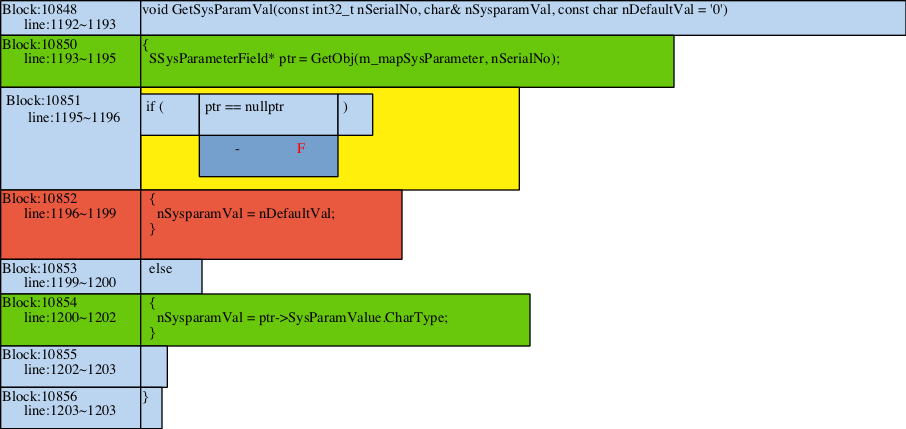 Block:10848 void GetSysParamVal(const int32_t nSerialNo, char& nSysparamVal, const char nDefaultVal = '0')
line:1192~1193
Block:10850 {
line:1193~1195 SSysParameterField* ptr = GetObj(m_mapSysParameter, nSerialNo);
Block:10851 if ( ptr == nullptr )
line:1195~1196
- F
Block:10852 {
line:1196~1199 nSysparamVal = nDefaultVal;
}
Block:10853 else
line:1199~1200
Block:10854 {
line:1200~1202 nSysparamVal = ptr->SysParamValue.CharType;
}
Block:10855
line:1202~1203
Block:10856 }
line:1203~1203